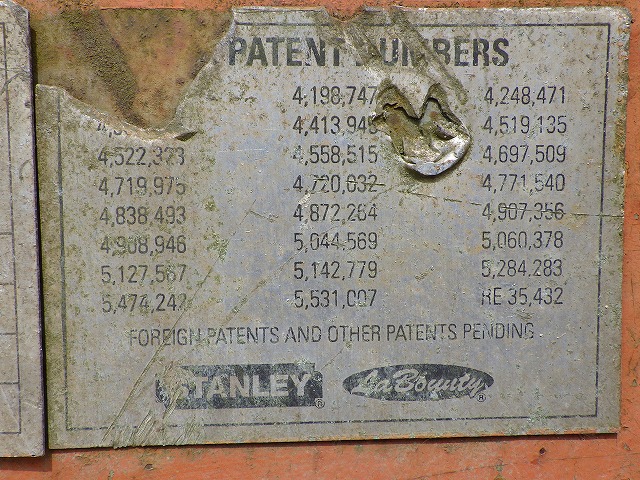 PATENT NUMBERS
4,198,747 4,248,471
4,413,945 4,519,135
4,522,323 4,558,515 4,697,509
4,719,975 4,720,032 4,771,540
4,838,493 4,872,264 4,907,356
4,908,946 5,044,569 5,060,378
5,127,567 5,142,779 5,284.283
5,474,242 5,531,007 RE 35,432
FOREIGN PATENTS AND OTHER PATENTS PENDING
STANLEY® LaBounty®